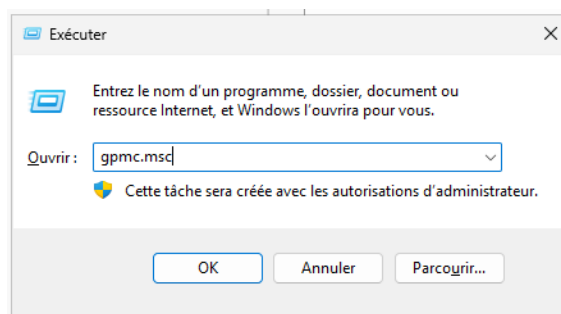 Exécuter
Entrez le nom d'un programme, dossier, document ou
ressource Internet, et Windows l'ouvrira pour vous.
Ouvrir : gpmc.msc
Cette tâche sera créée avec les autorisations d'administrateur.
OK Annuler Parcourir...